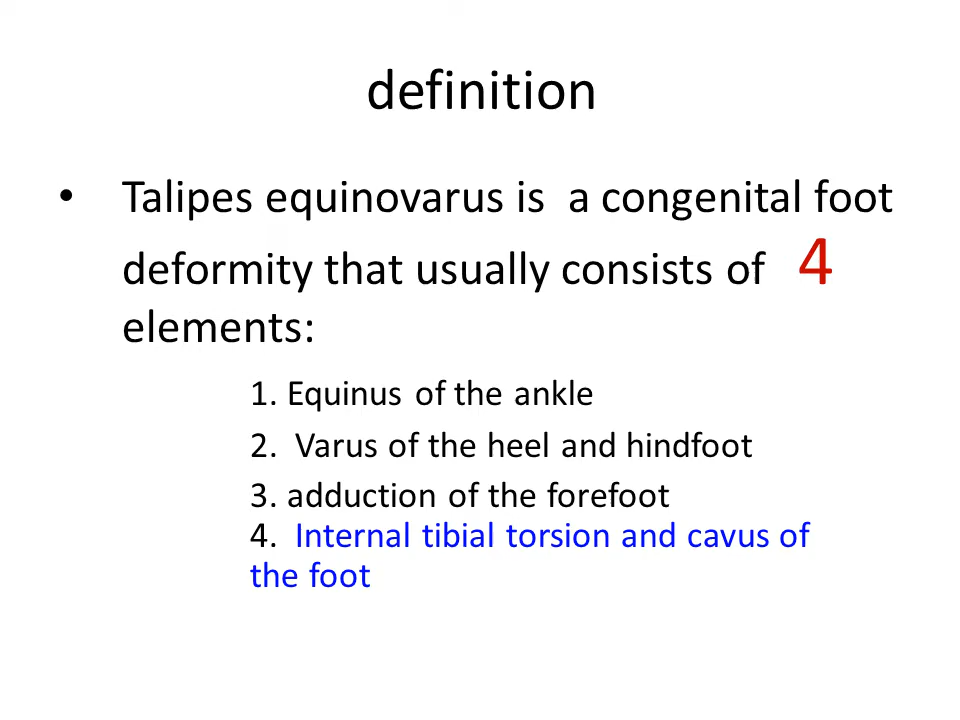 definition
• Talipes equinovarus is a congenital foot
deformity that usually consists of 4
elements:
1. Equinus of the ankle
2. Varus of the heel and hindfoot
3. adduction of the forefoot
4. Internal tibial torsion and cavus of
the foot